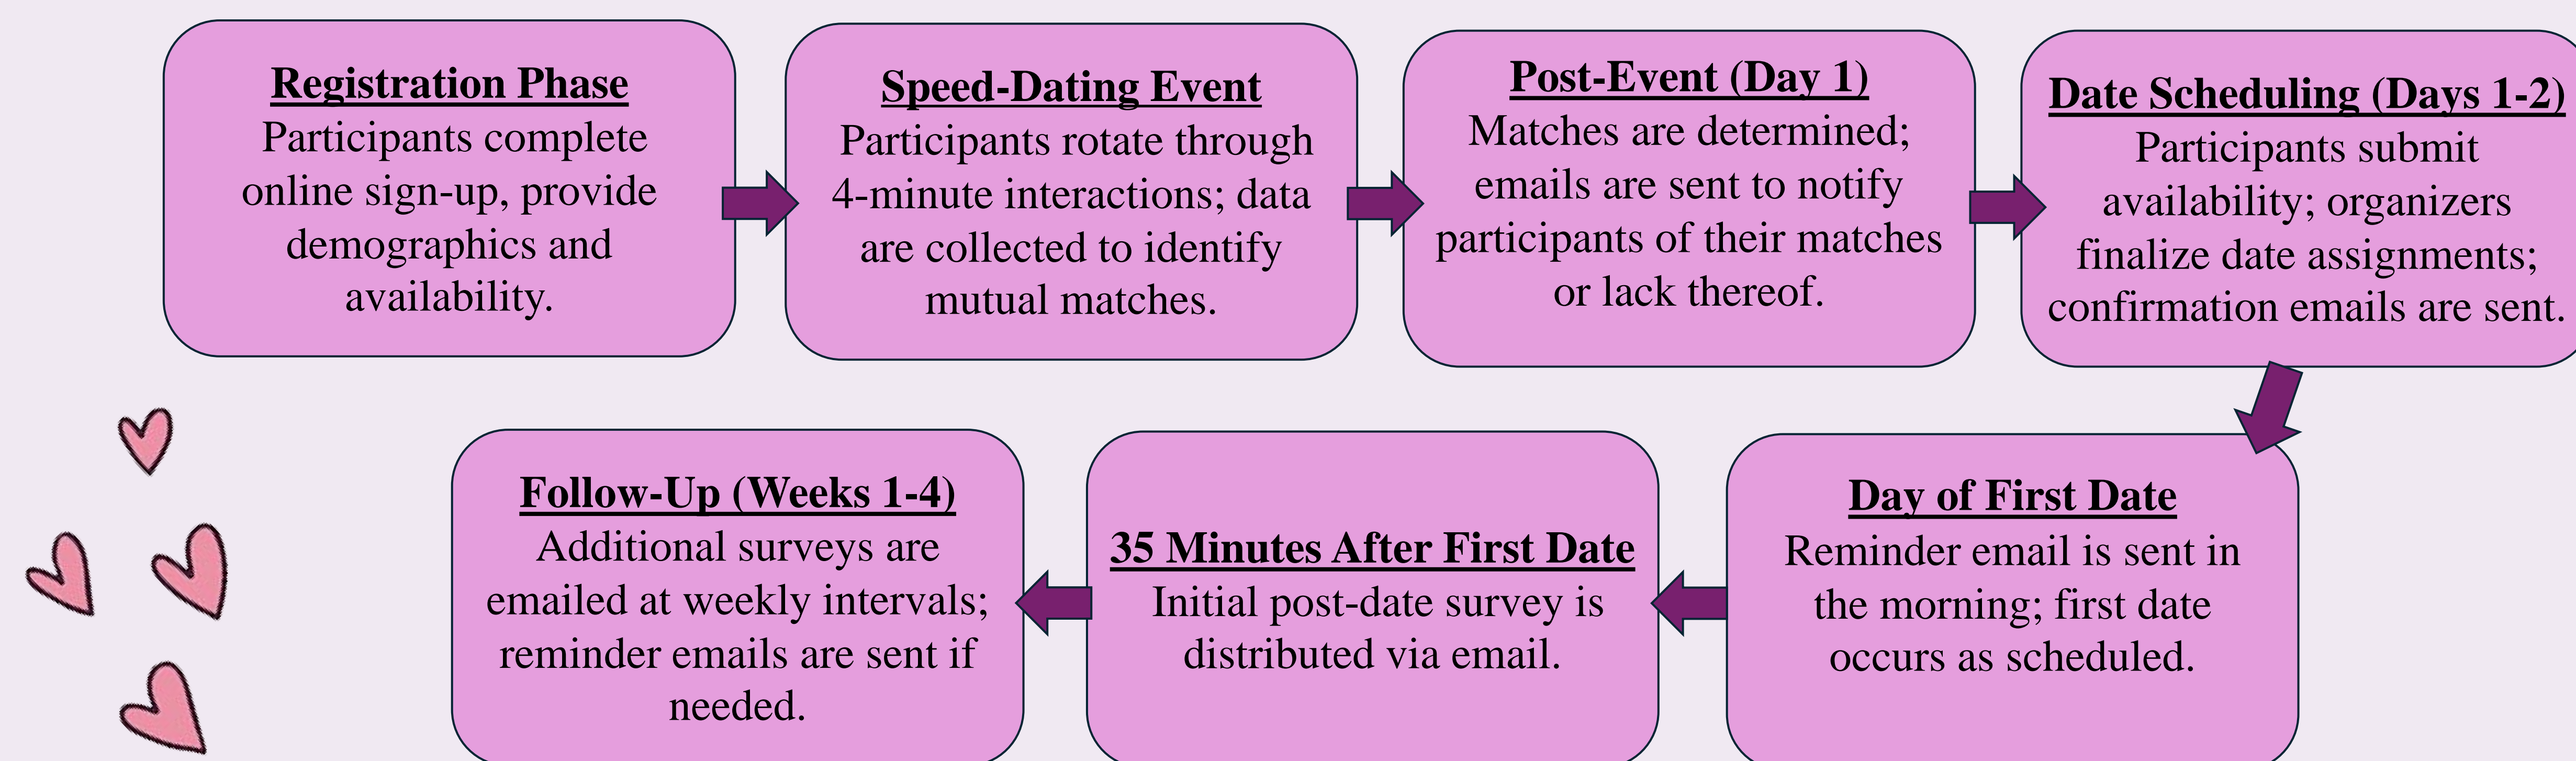 Registration Phase
Participants complete
online sign-up, provide
demographics and
availability.
Speed-Dating Event
Participants rotate through
4-minute interactions; data
are collected to identify
mutual matches.
Post-Event (Day 1)
Matches are determined;
emails are sent to notify
participants of their matches
or lack thereof.
Date Scheduling (Days 1-2)
Participants submit
availability; organizers
finalize date assignments;
confirmation emails are sent.
Day of First Date
Reminder email is sent in
the morning; first date
occurs as scheduled.
35 Minutes After First Date
Initial post-date survey is
distributed via email.
Follow-Up (Weeks 1-4)
Additional surveys are
emailed at weekly intervals;
reminder emails are sent if
needed.